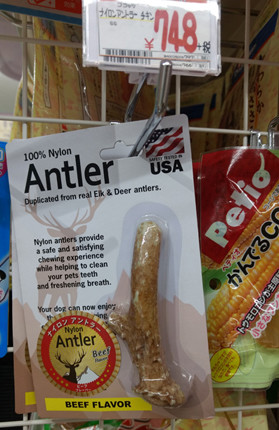 ナイロンアントラー チキン
SS
¥748
+税
100% Nylon
Antler
Duplicated from real Elk & Deer antlers.
USA
Nylon antlers provide
a safe and satisfying
chewing experience
while helping to clean
your pets teeth
and freshening breath.
Your dog can now enjoy
ナイロン アントラー
Nylon
Antler
Beef
BEEF FLAVOR
Petio
かんでるCa